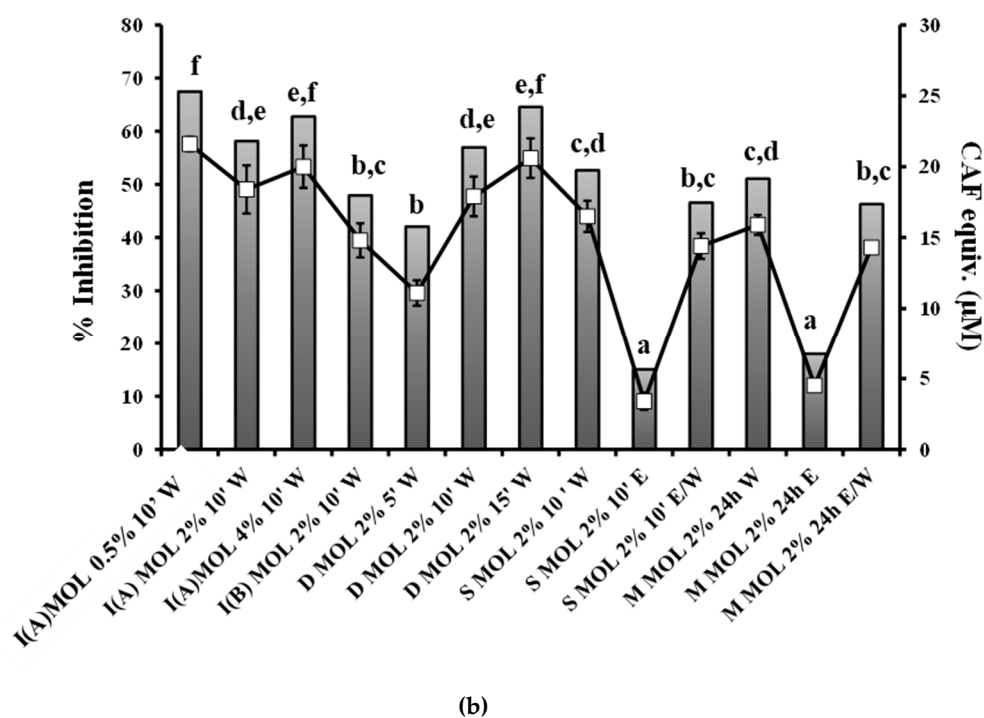 80
70
60
50
40
30
20
10
0
% Inhibition
30
25
20
15
10
5
0
CAF equiv. (μM)
f
d,e
e,f
b,c
b
d,e
e,f
c,d
a
b,c
c,d
a
b,c
I(A)MOL 0.5% 10’ W
I(A) MOL 2% 10' W
I(A)MOL 4% 10' W
I(B) MOL 2% 10' W
D MOL 2% 5' W
D MOL 2% 10' W
D MOL 2% 15' W
S MOL 2% 10 ' W
S MOL 2% 10' E
S MOL 2% 10' E/W
M MOL 2% 24h W
M MOL 2% 24h E
M MOL 2% 24h E/W
(b)